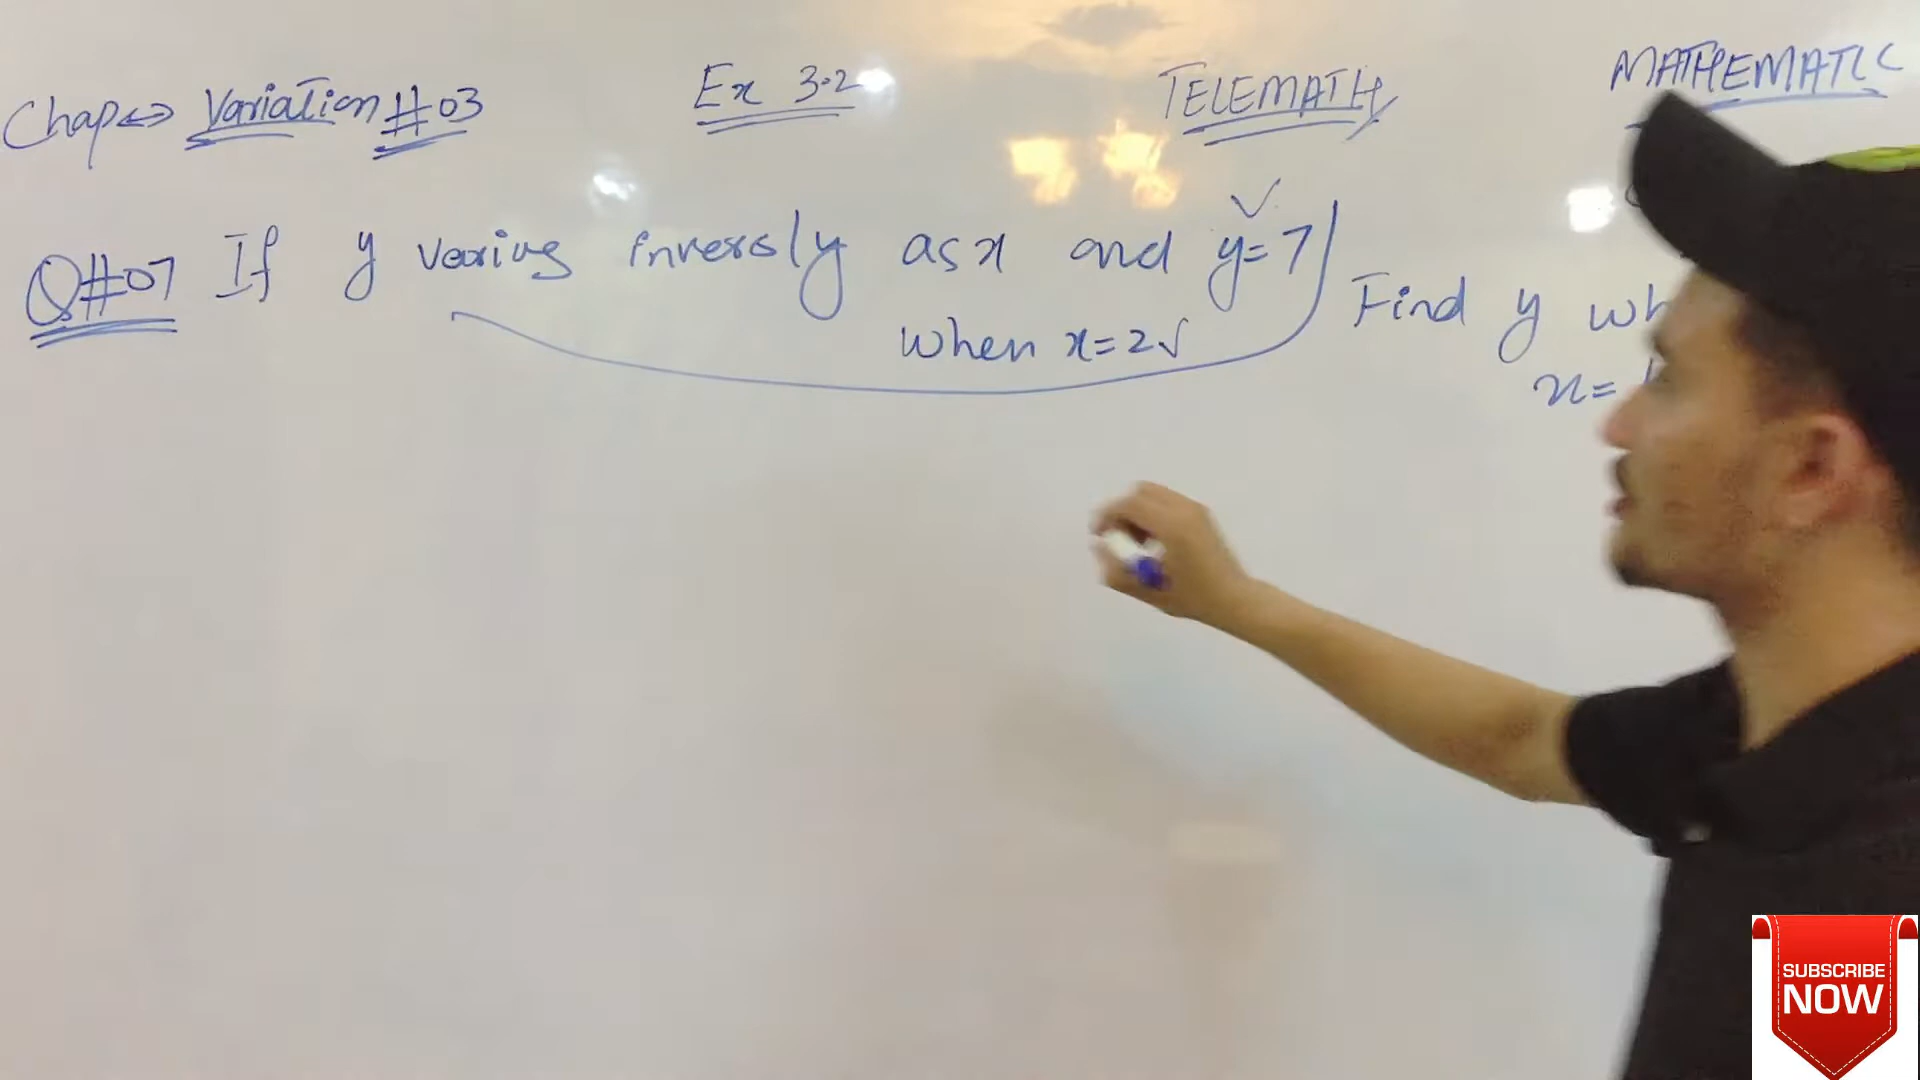 Chap <-> Variation #03
Ex 3.2
TELEMATH
MATHEMATIC
Q#07 If y varius inversly as x and y=7
when x=2
Find y wh
x=
SUBSCRIBE
NOW